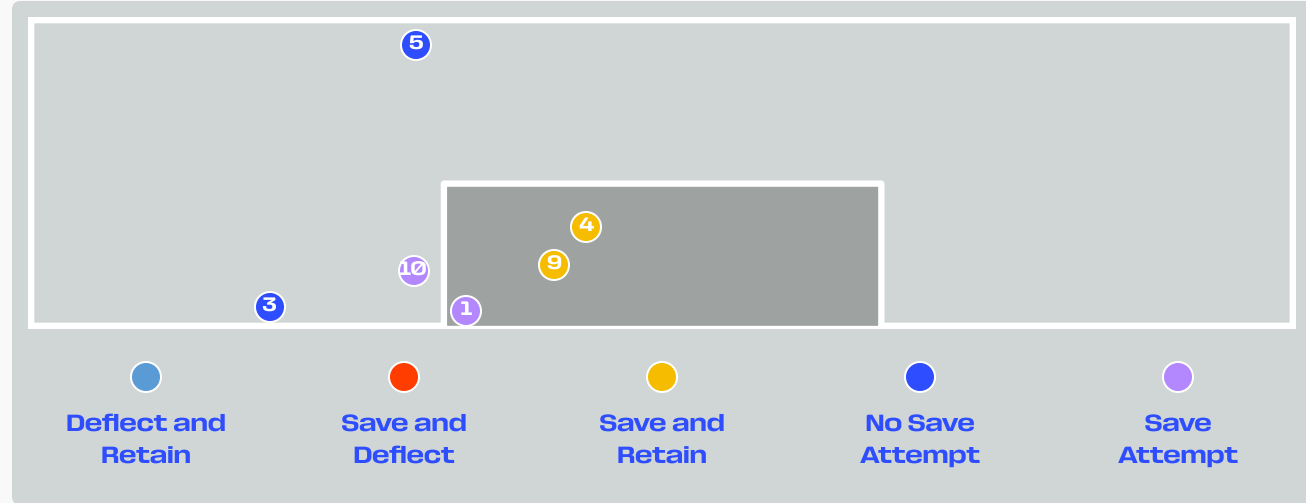 5
4
9
10
3
1
Deflect and
Retain
Save and
Deflect
Save and
Retain
No Save
Attempt
Save
Attempt